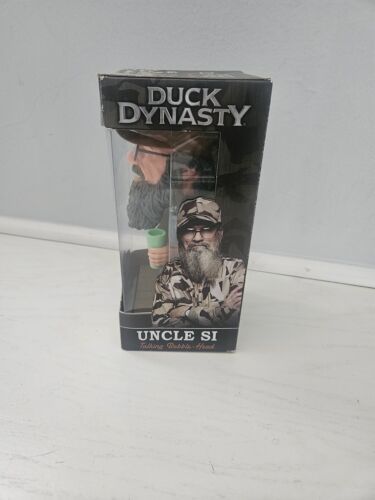 DUCK
DYNASTY
UNCLE SI
Talking Bobble-Head